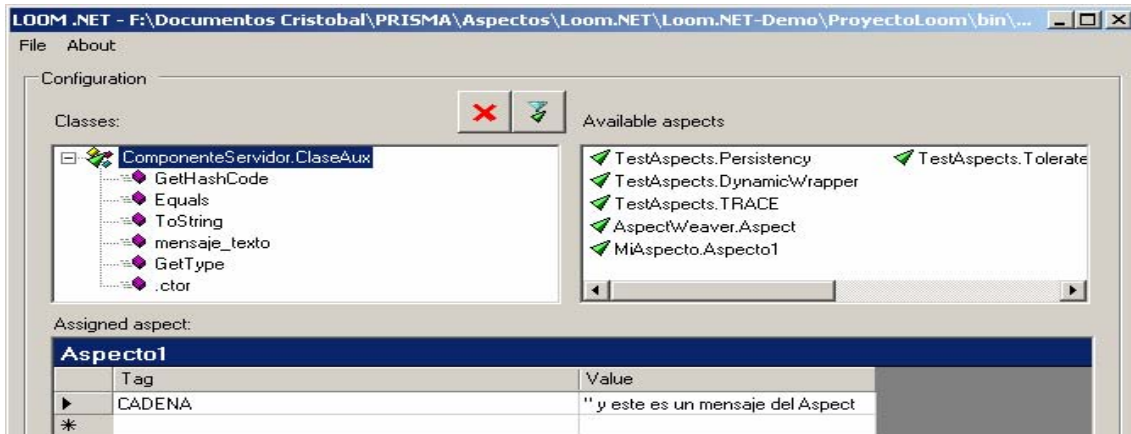 LOOM .NET - F:\Documentos Cristobal\PRISMA\Aspectos\Loom.NET\Loom.NET-Demo\ProyectoLoom\bin\...
File About
Configuration
Classes:
Available aspects
ComponenteServidor.ClaseAux
GetHashCode
Equals
ToString
mensaje_texto
GetType
.ctor
TestAspects.Persistency
TestAspects.Tolerate
TestAspects.DynamicWrapper
TestAspects.TRACE
AspectWeaver.Aspect
MiAspecto.Aspecto1
Assigned aspect:
Aspecto1
Tag Value
CADENA " y este es un mensaje del Aspect